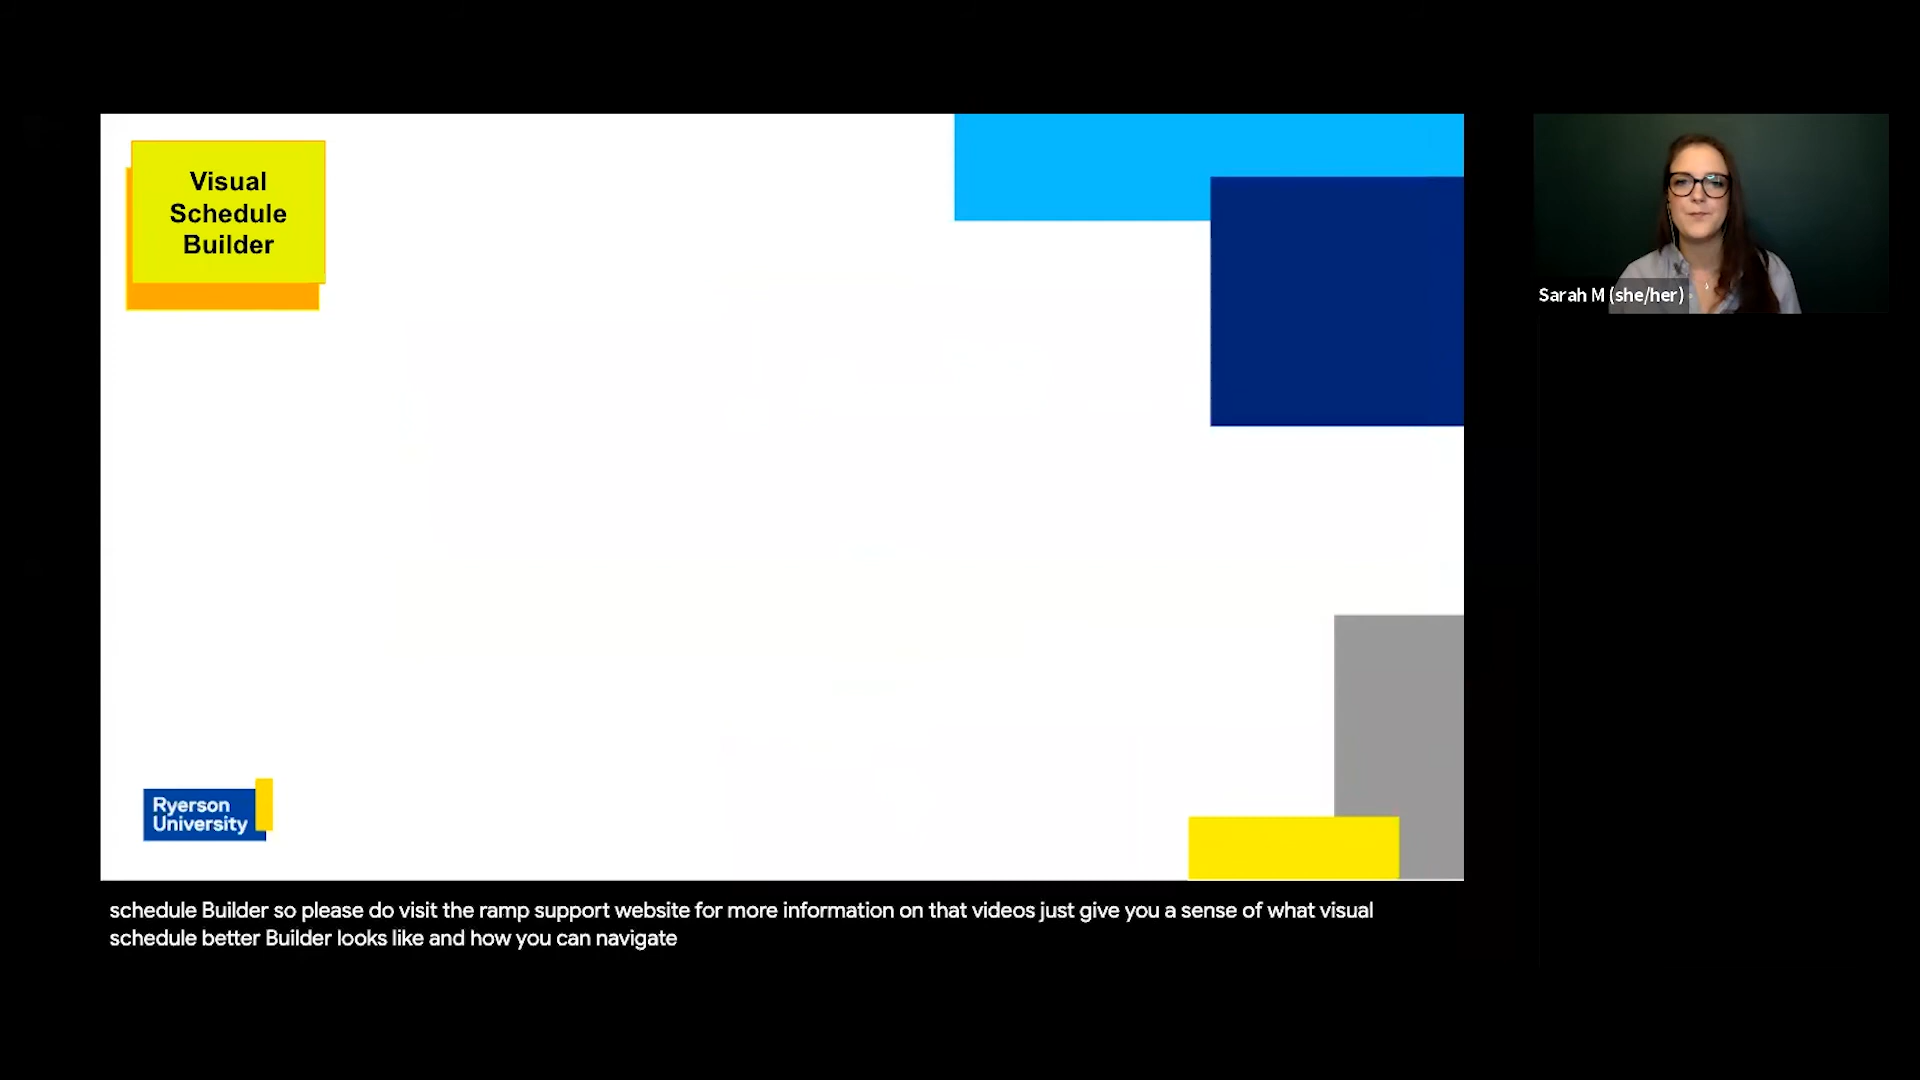 Visual
Schedule
Builder
Sarah M (she/her)
Ryerson
University
schedule Builder so please do visit the ramp support website for more information on that videos just give you a sense of what visual
schedule better Builder looks like and how you can navigate